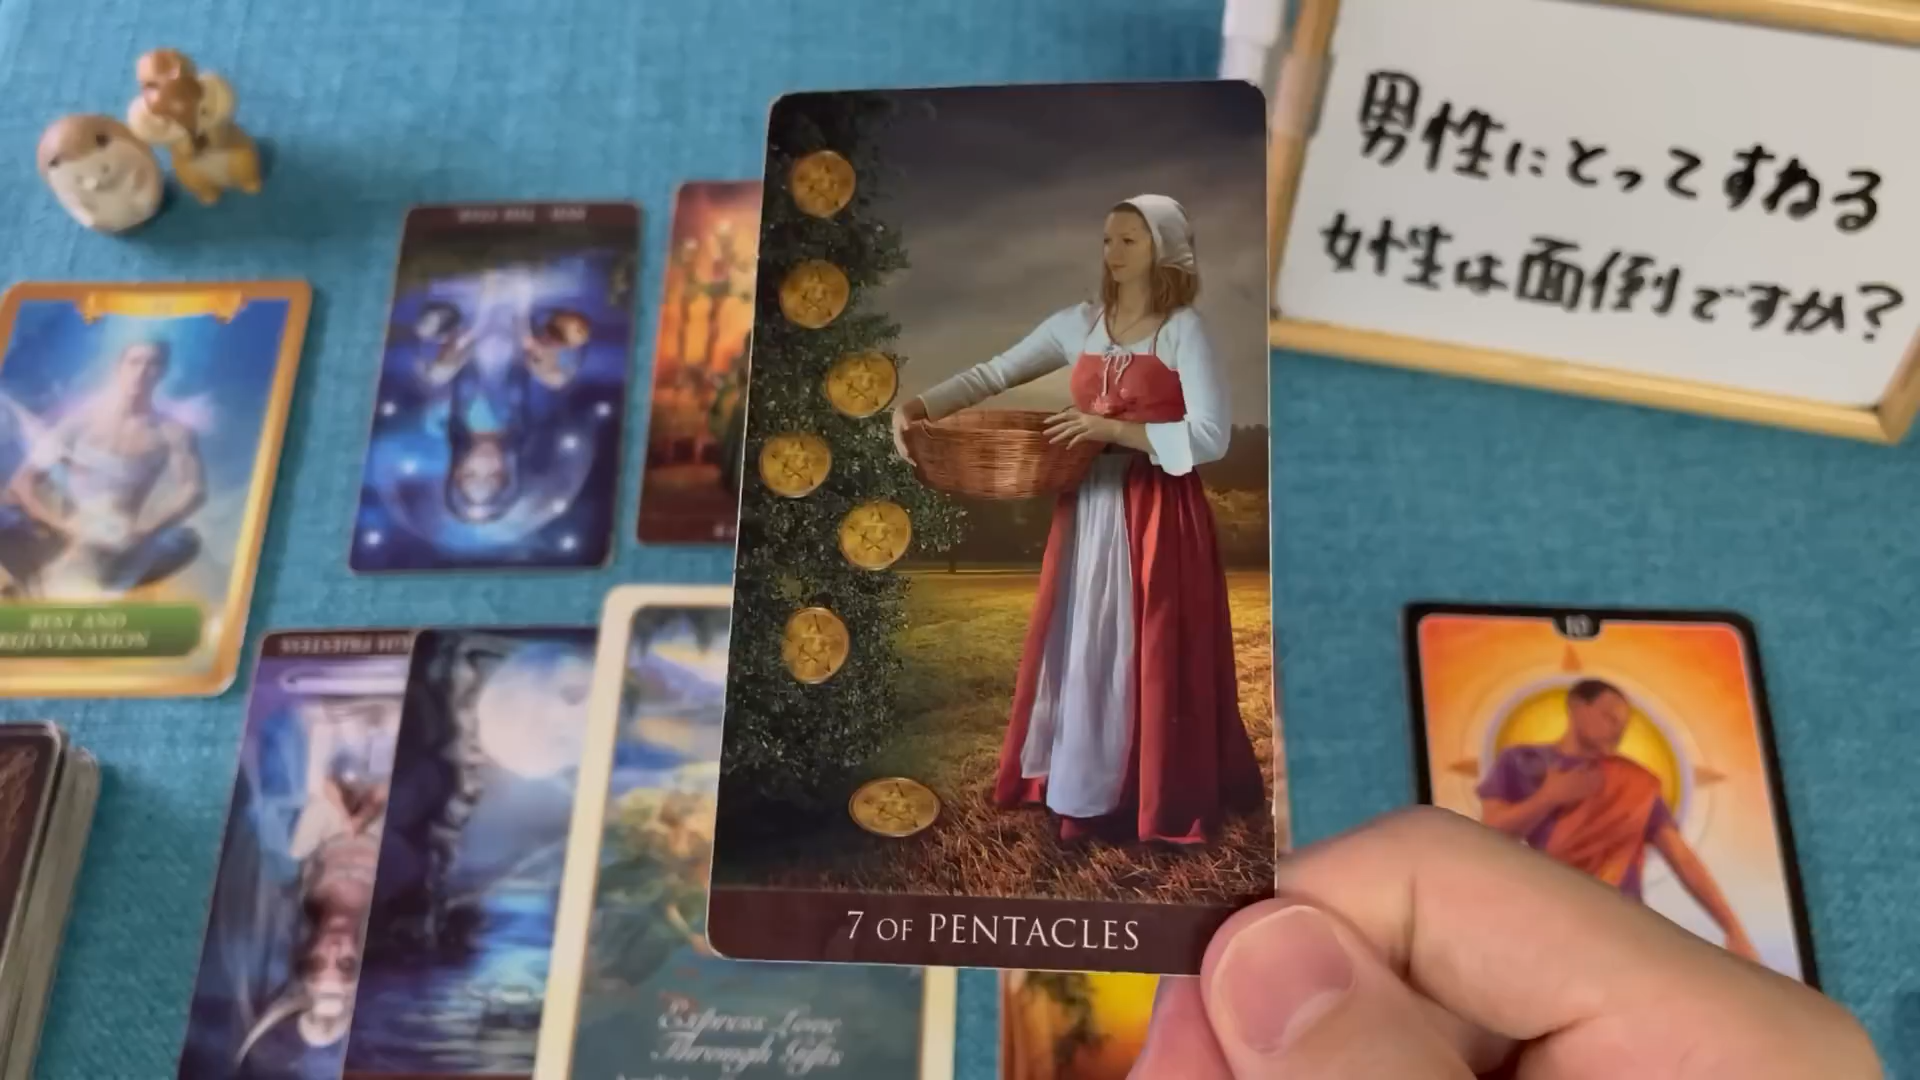 男性にとってすねる
女性は面倒ですか?
7 OF PENTACLES
REST AND
REJUVENATION
10
Express Love
Through Gifts